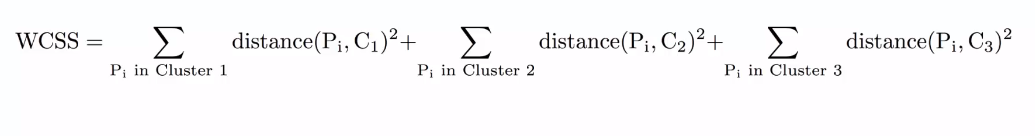 WCSS = ∑ distance(Pᵢ, C₁)² + ∑ distance(Pᵢ, C₂)² + ∑ distance(Pᵢ, C₃)²
Pᵢ in Cluster 1 Pᵢ in Cluster 2 Pᵢ in Cluster 3